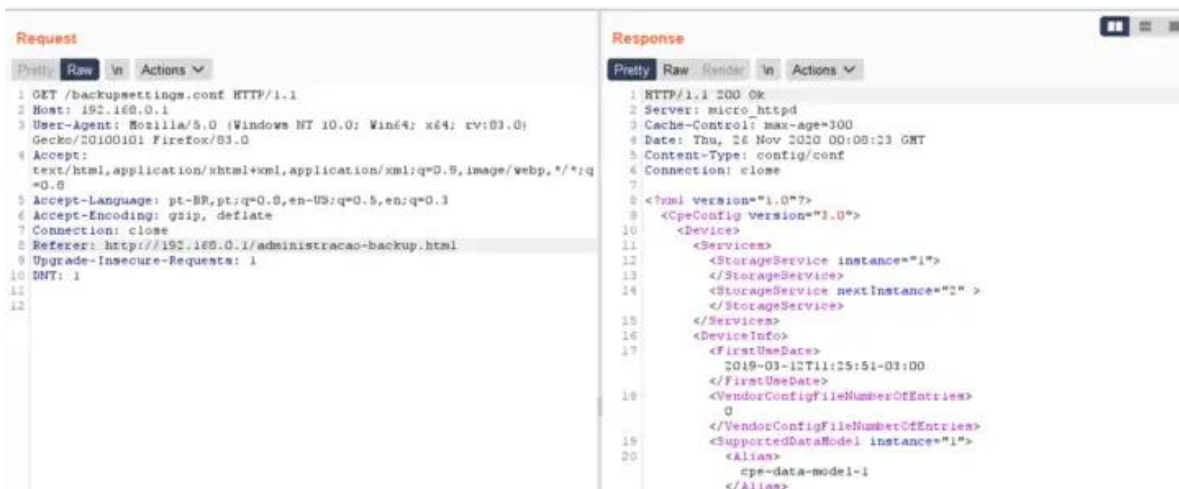 Request
Pretty Raw \n Actions
1 GET /backupsettings.conf HTTP/1.1
2 Host: 192.168.0.1
3 User-Agent: Mozilla/5.0 (Windows NT 10.0; Win64; x64; rv:83.0)
Gecko/20100101 Firefox/83.0
4 Accept:
text/html,application/xhtml+xml,application/xml;q=0.9,image/webp,*/*;q
=0.8
5 Accept-Language: pt-BR,pt;q=0.8,en-US;q=0.5,en;q=0.3
6 Accept-Encoding: gzip, deflate
7 Connection: close
8 Referer: http://192.168.0.1/administracao-backup.html
9 Upgrade-Insecure-Requests: 1
10 DNT: 1
11
12
Response
Pretty Raw Render \n Actions
1 HTTP/1.1 200 Ok
2 Server: micro_httpd
3 Cache-Control: max-age=300
4 Date: Thu, 26 Nov 2020 00:08:23 GMT
5 Content-Type: config/conf
6 Connection: close
7
8 <?xml version="1.0"?>
9 <CpeConfig version="3.0">
10 <Device>
11 <Services>
12 <StorageService instance="1">
13 </StorageService>
14 <StorageService nextInstance="2" >
</StorageService>
15 </Services>
16 <DeviceInfo>
17 <FirstUseDate>
2019-03-12T11:25:51-03:00
</FirstUseDate>
18 <VendorConfigFileNumberOfEntries>
0
</VendorConfigFileNumberOfEntries>
19 <SupportedDataModel instance="1">
20 <Alias>
cpe-data-model-1
</Alias>